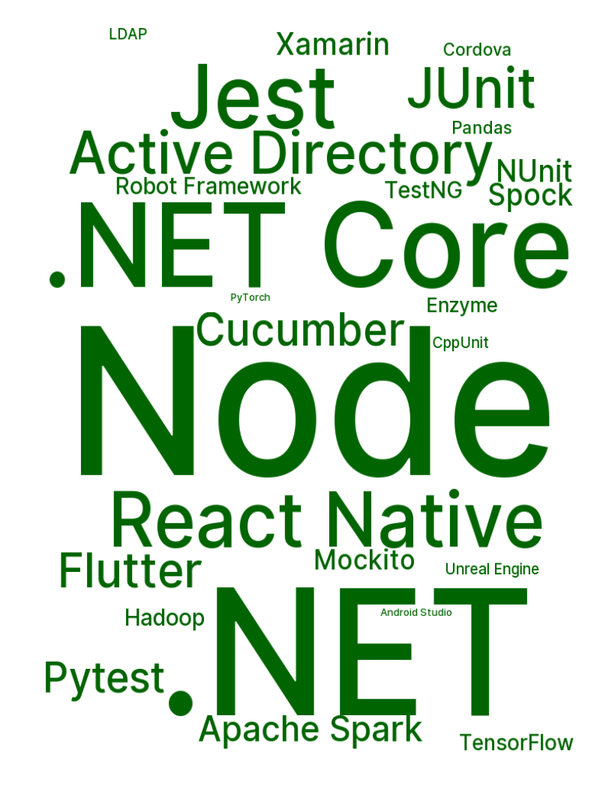 LDAP
Xamarin
Cordova
Jest
JUnit
Pandas
Active Directory
NUnit
Robot Framework
TestNG
Spock
.NET Core
PyTorch
Enzyme
Cucumber
CppUnit
Node
React Native
Mockito
Flutter
Unreal Engine
.NET
Android Studio
Hadoop
Pytest
Apache Spark
TensorFlow